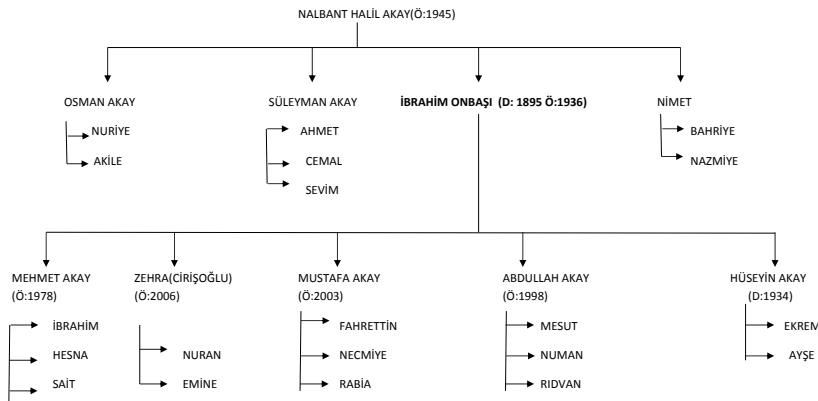 NALBANT HALİL AKAY(Ö:1945)
OSMAN AKAY
NURİYE
AKİLE
SÜLEYMAN AKAY
AHMET
CEMAL
SEVİM
İBRAHİM ONBAŞI (D: 1895 Ö:1936)
NİMET
BAHRİYE
NAZMİYE
MEHMET AKAY
(Ö:1978)
İBRAHİM
HESNA
SAİT
ZEHRA(CİRİŞOĞLU)
(Ö:2006)
NURAN
EMİNE
MUSTAFA AKAY
(Ö:2003)
FAHRETTİN
NECMİYE
RABİA
ABDULLAH AKAY
(Ö:1998)
MESUT
NUMAN
RIDVAN
HÜSEYİN AKAY
(D:1934)
EKREM
AYŞE